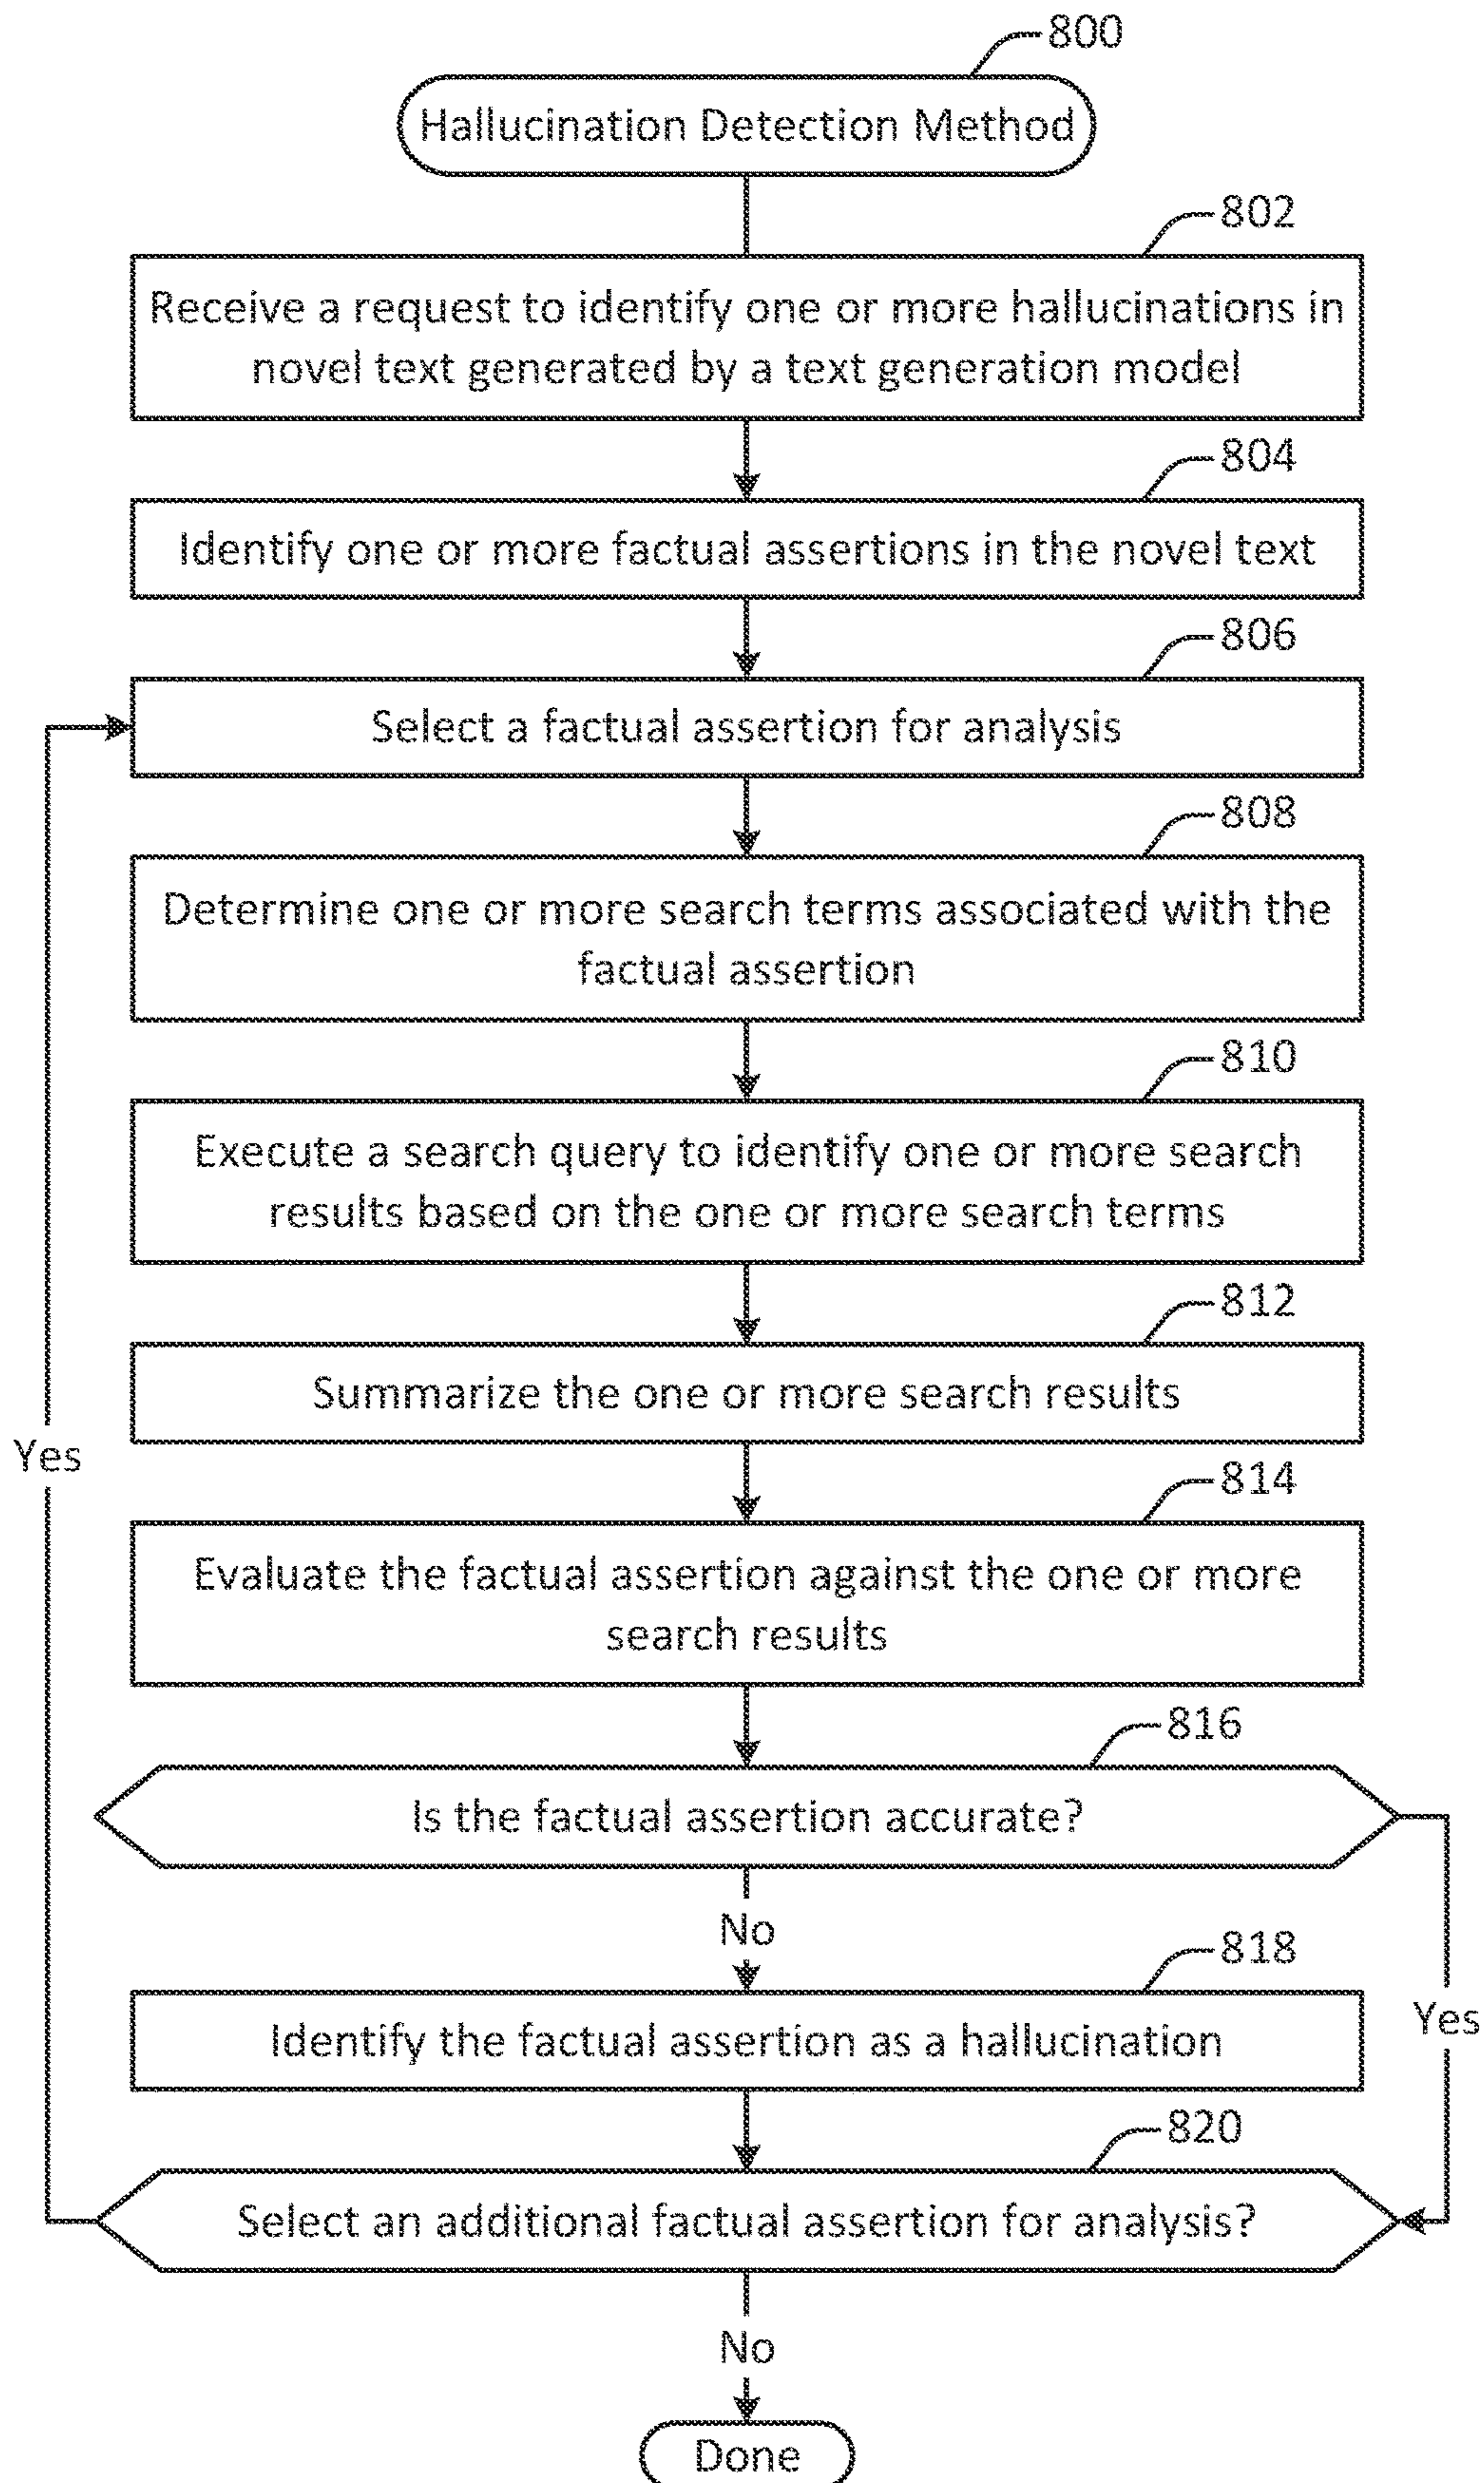 800
Hallucination Detection Method
802
Receive a request to identify one or more hallucinations in
novel text generated by a text generation model
804
Identify one or more factual assertions in the novel text
806
Select a factual assertion for analysis
808
Determine one or more search terms associated with the
factual assertion
810
Execute a search query to identify one or more search
results based on the one or more search terms
812
Summarize the one or more search results
Yes
814
Evaluate the factual assertion against the one or more
search results
816
Is the factual assertion accurate?
No
818
Identify the factual assertion as a hallucination
Yes
820
Select an additional factual assertion for analysis?
No
Done